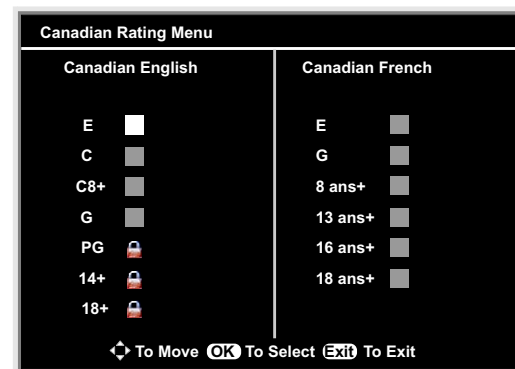 Canadian Rating Menu
Canadian English
E
C
C8+
G
PG
14+
18+
Canadian French
E
G
8 ans+
13 ans+
16 ans+
18 ans+
To Move OK To Select Exit To Exit